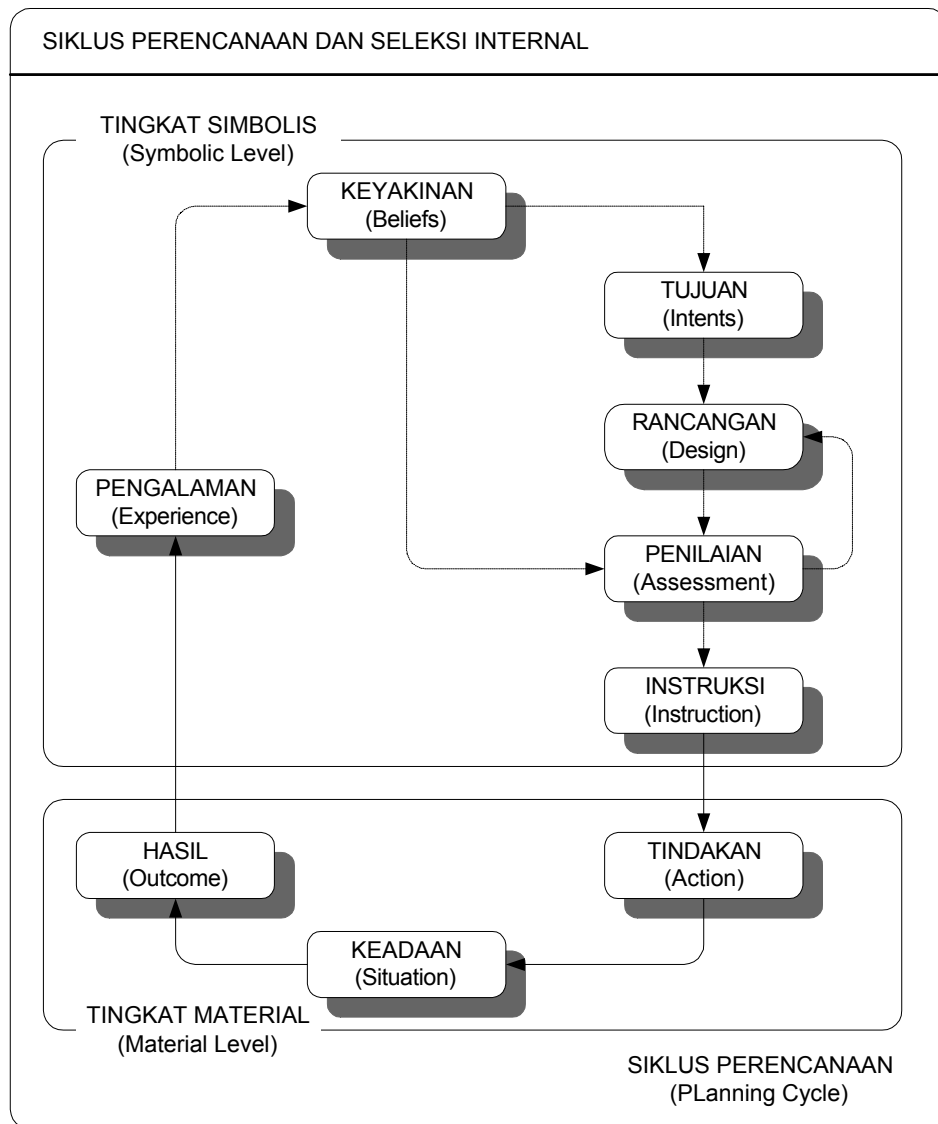 SIKLUS PERENCANAAN DAN SELEKSI INTERNAL
TINGKAT SIMBOLIS
(Symbolic Level)
KEYAKINAN
(Beliefs)
TUJUAN
(Intents)
RANCANGAN
(Design)
PENGALAMAN
(Experience)
PENILAIAN
(Assessment)
INSTRUKSI
(Instruction)
HASIL
(Outcome)
TINDAKAN
(Action)
KEADAAN
(Situation)
TINGKAT MATERIAL
(Material Level)
SIKLUS PERENCANAAN
(PLanning Cycle)